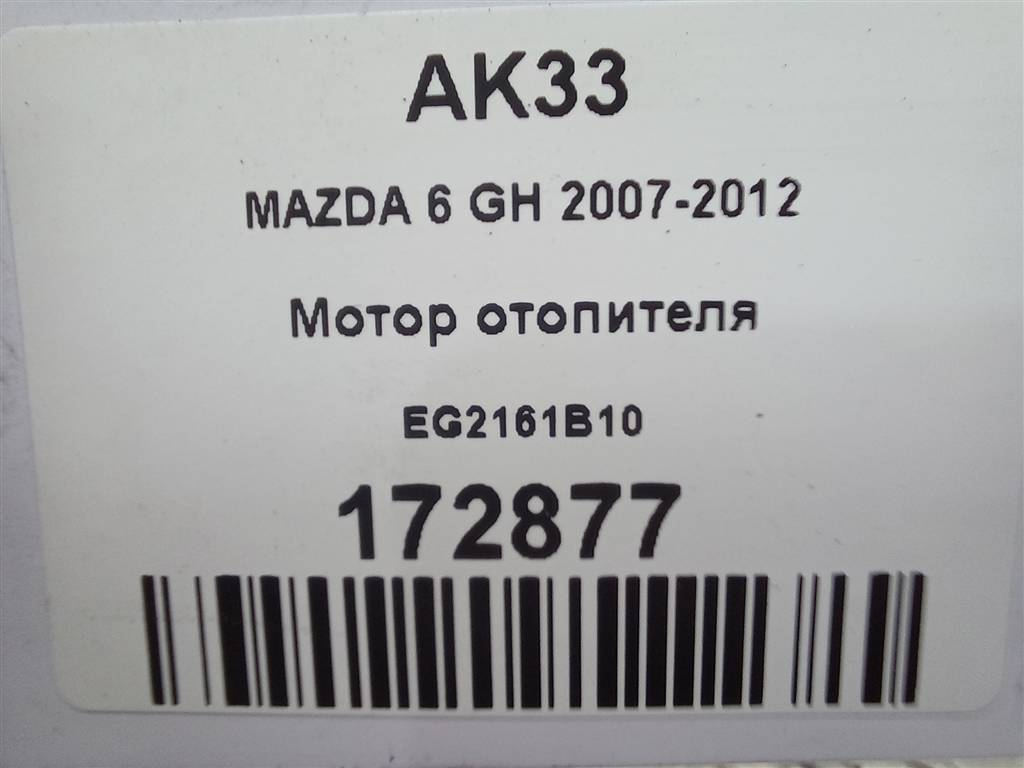 AK33
MAZDA 6 GH 2007-2012
Мотор отопителя
EG2161B10
172877